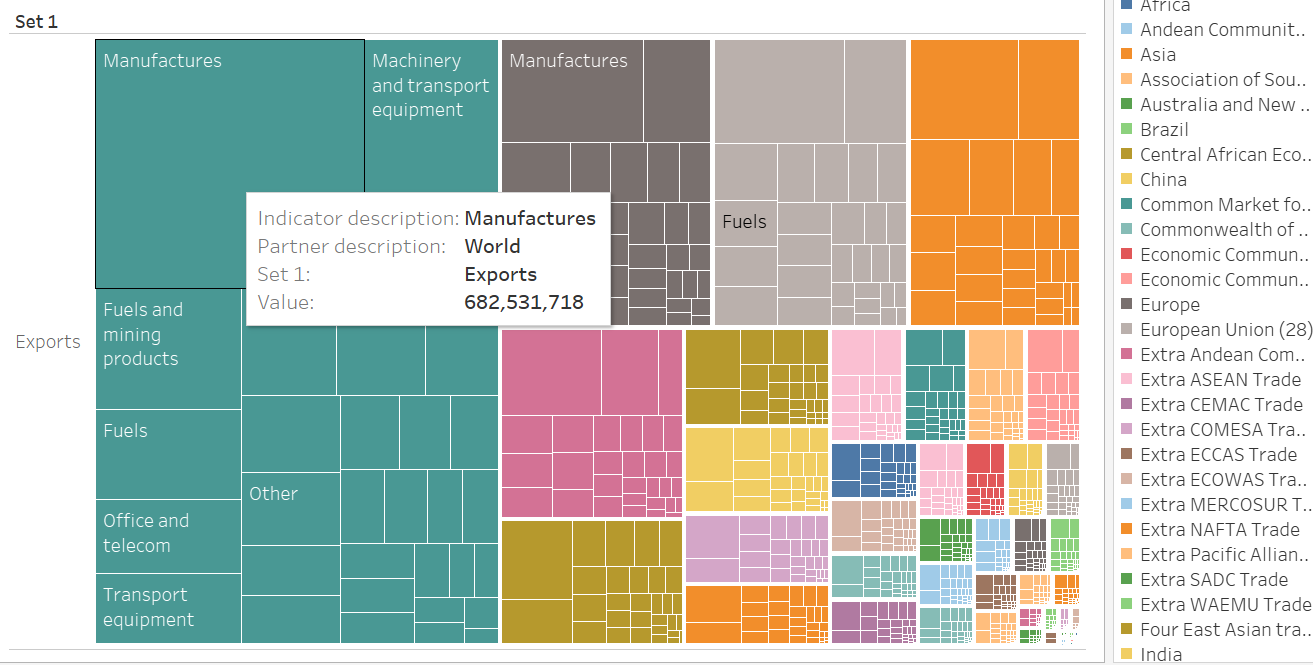 Set 1
Manufactures
Machinery
and transport
equipment
Manufactures
Fuels
Indicator description: Manufactures
Partner description: World
Set 1: Exports
Value: 682,531,718
Fuels and
mining
products
Exports
Fuels
Other
Office and
telecom
Transport
equipment
Africa
Andean Communit..
Asia
Association of Sou..
Australia and New ..
Brazil
Central African Eco..
China
Common Market fo..
Commonwealth of ..
Economic Commun..
Economic Commun..
Europe
European Union (28)
Extra Andean Com..
Extra ASEAN Trade
Extra CEMAC Trade
Extra COMESA Tra..
Extra ECCAS Trade
Extra ECOWAS Tra..
Extra MERCOSUR T..
Extra NAFTA Trade
Extra Pacific Allian..
Extra SADC Trade
Extra WAEMU Trade
Four East Asian tra..
India